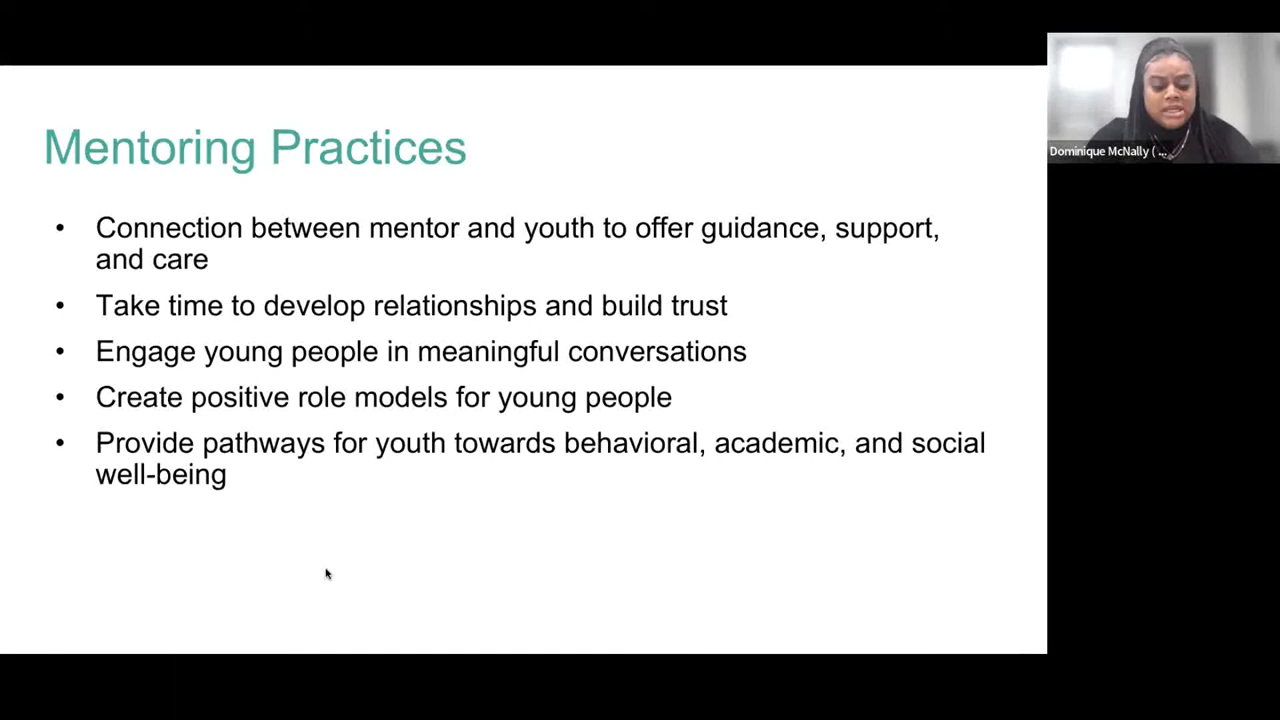 Mentoring Practices
• Connection between mentor and youth to offer guidance, support,
and care
• Take time to develop relationships and build trust
• Engage young people in meaningful conversations
• Create positive role models for young people
• Provide pathways for youth towards behavioral, academic, and social
well-being
Dominique McNally ( ...